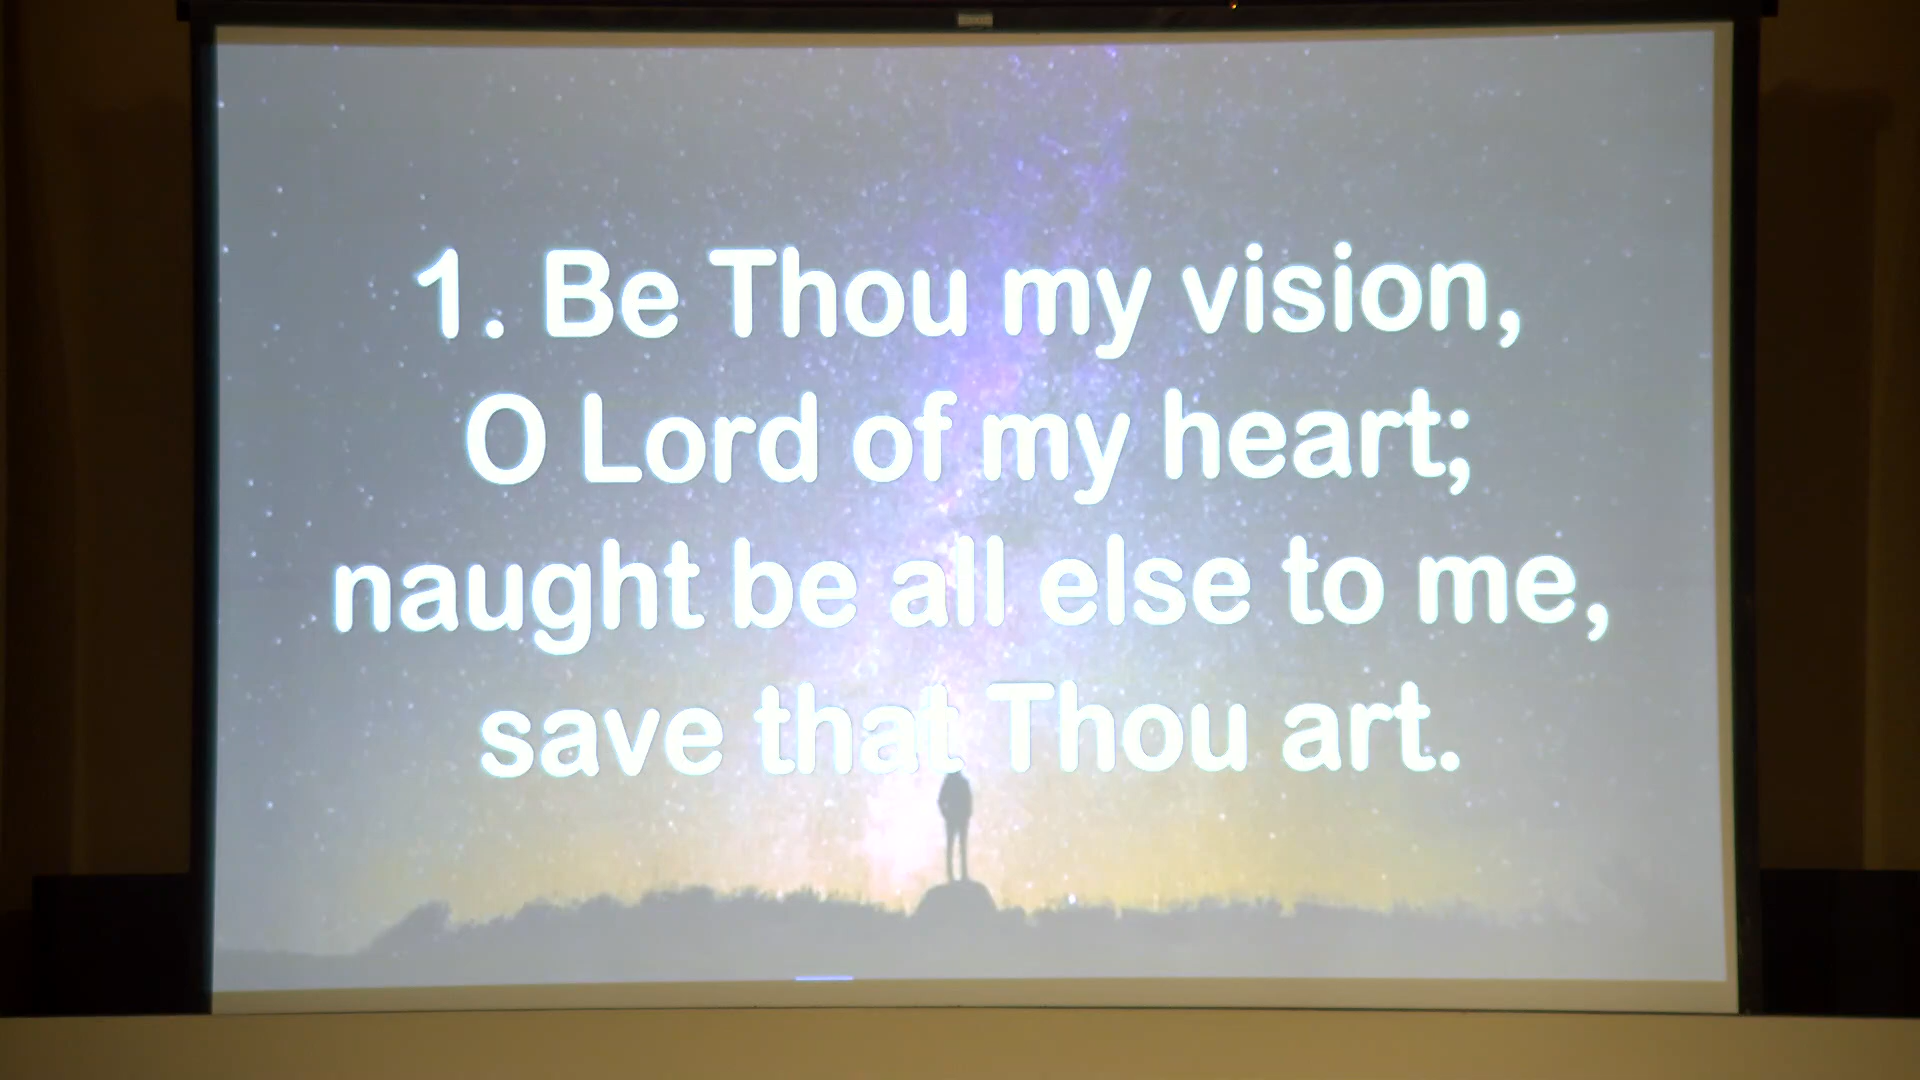 1. Be Thou my vision,
O Lord of my heart;
naught be all else to me,
save that Thou art.